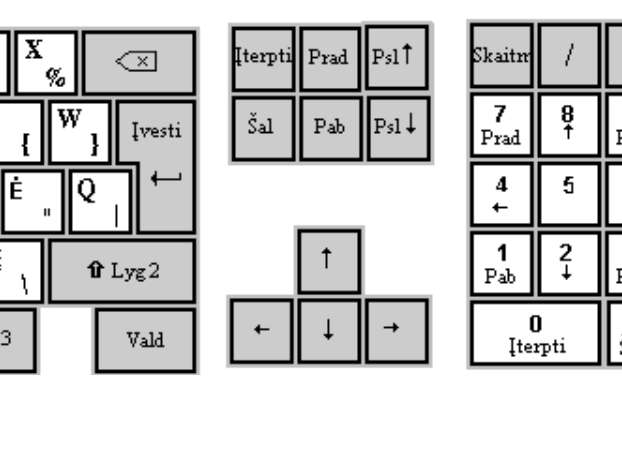 X
%
Įterpti Prad Psl↑
Skaitm /
{ W } Įvesti
Šal Pab Psl↓
7 Prad 8 ↑
Ė " Q |
4 ← 5
\ Lyg2
↑
1 Pab 2 ↓
3 Vald
← ↓ →
0 Įterpti